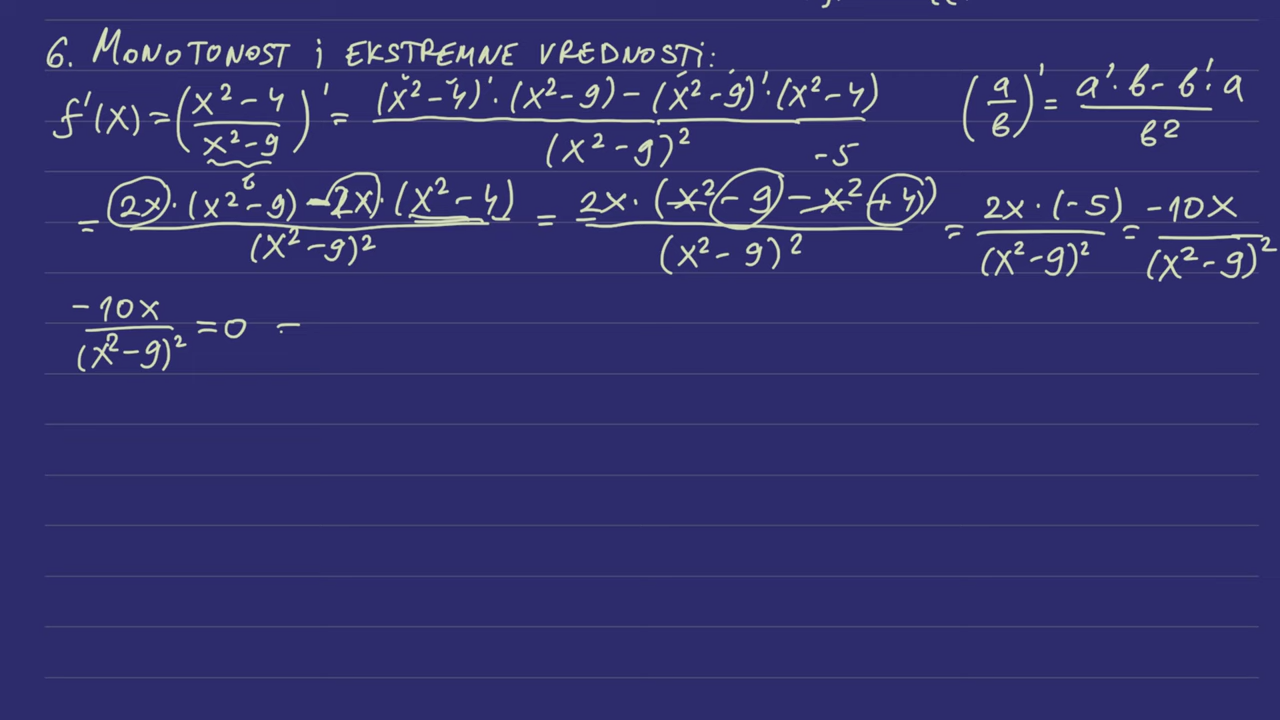 6. MONOTONOST i EKSTREMNE VREDNOSTi:
f'(x) = ((x²-4)/(x²-9))' = ((x²-4)'·(x²-9)-(x²-9)'·(x²-4))/(x²-9)² (a/b)' = (a'·b-b'·a)/b²
b -5
= (2x·(x²-9)-2x·(x²-4))/(x²-9)² = (2x·(x²-9-x²+4))/(x²-9)² = (2x·(-5))/(x²-9)² = (-10x)/(x²-9)²
(-10x)/(x²-9)² = 0